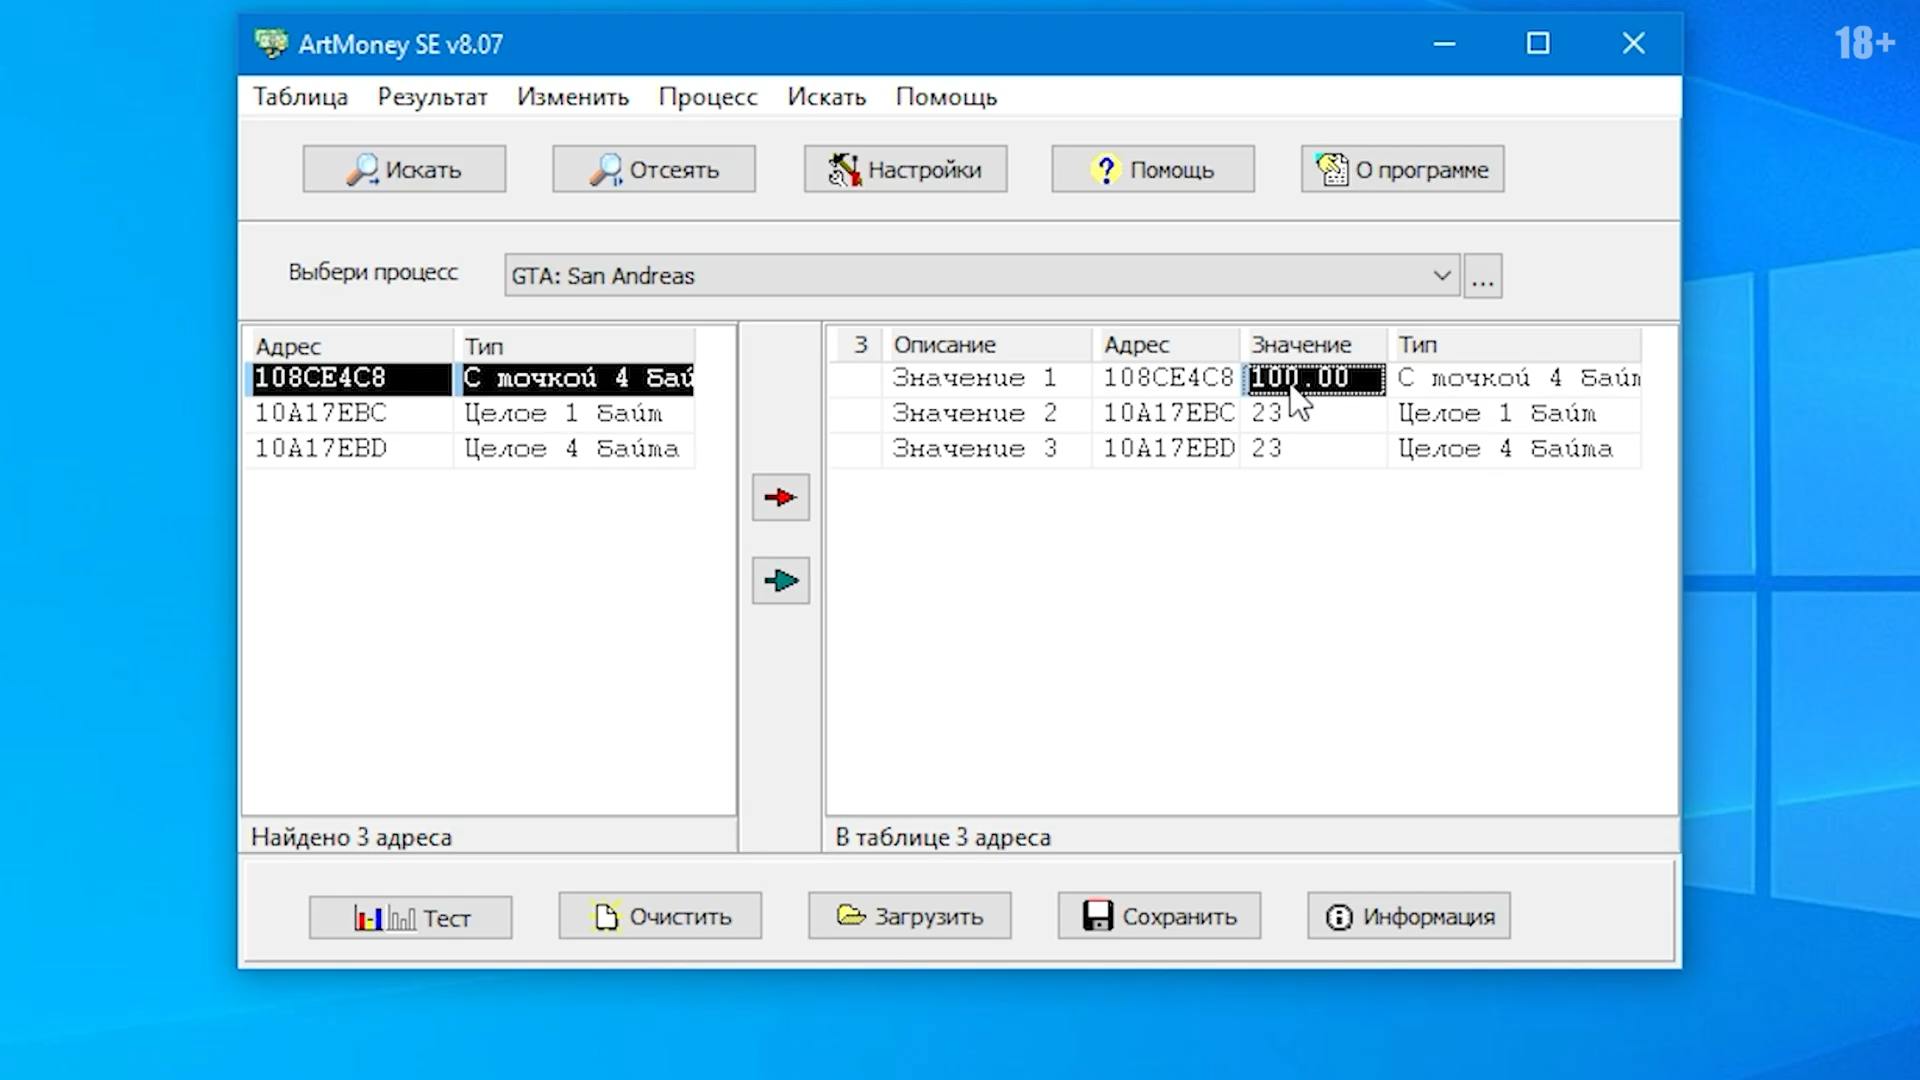 ArtMoney SE v8.07
18+
Таблица Результат Изменить Процесс Искать Помощь
Искать Отсеять Настройки ? Помощь О программе
Выбери процесс GTA: San Andreas ...
Адрес Тип
108CE4C8 С точкой 4 бай
10A17EBC Целое 1 байт
10A17EBD Целое 4 байта
З Описание Адрес Значение Тип
Значение 1 108CE4C8 100.00 С точкой 4 байт
Значение 2 10A17EBC 23 Целое 1 байт
Значение 3 10A17EBD 23 Целое 4 байта
Найдено 3 адреса
В таблице 3 адреса
Тест Очистить Загрузить Сохранить Информация